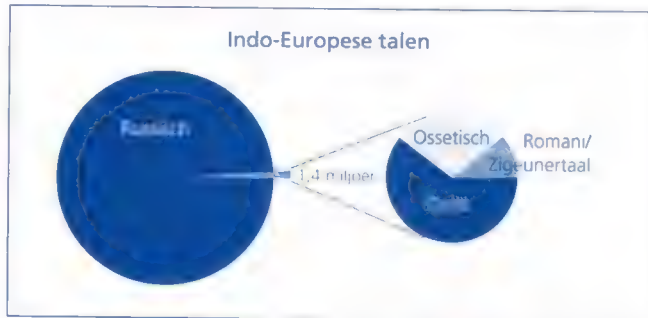 Indo-Europese talen
Russisch
1,4 miljoen
Ossetisch
Romani/
Zigeunertaal